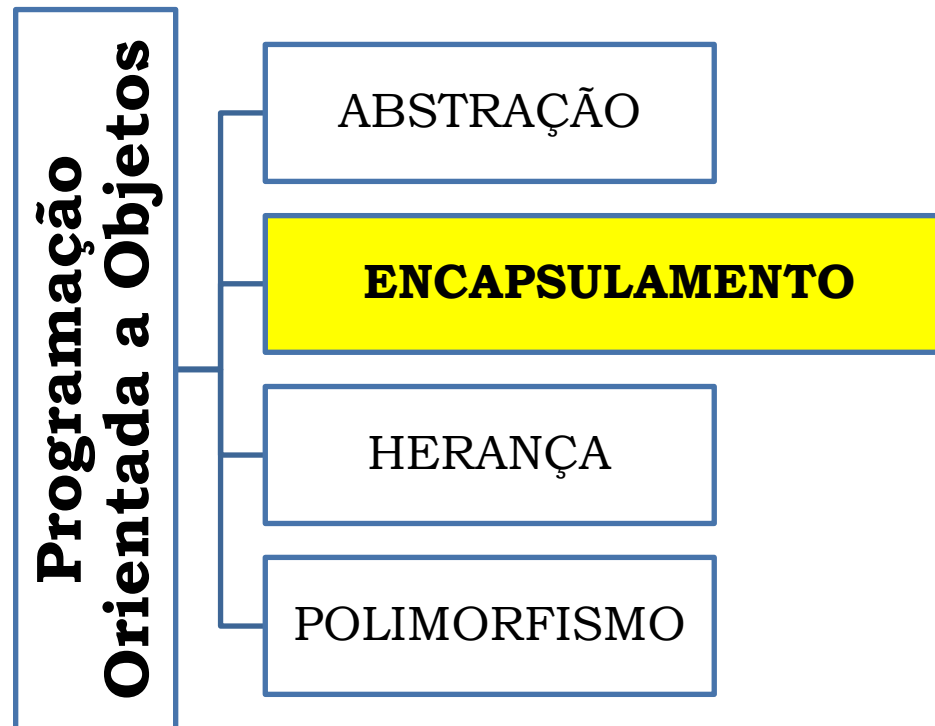 Programação
Orientada a Objetos
ABSTRAÇÃO
ENCAPSULAMENTO
HERANÇA
POLIMORFISMO